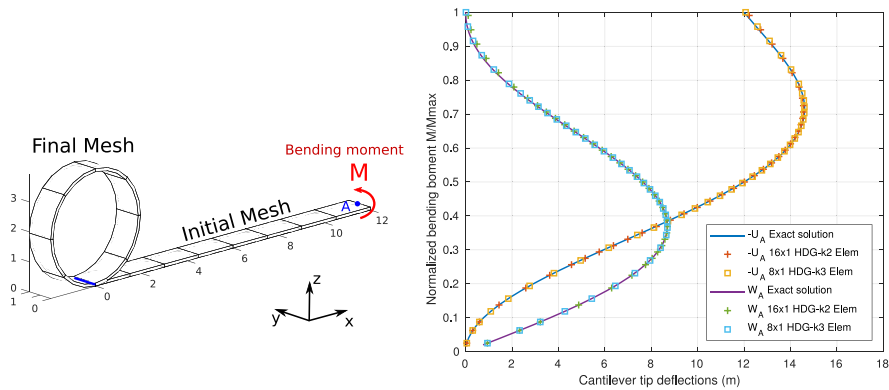 Final Mesh
Bending moment
M
A
Initial Mesh
3
2
1
0
0
1
0
2
4
6
8
10
12
z
y
x
Normalized bending boment M/Mmax
1
0.9
0.8
0.7
0.6
0.5
0.4
0.3
0.2
0.1
0
0 2 4 6 8 10 12 14 16 18
Cantilever tip deflections (m)
-U_A Exact solution
-U_A 16x1 HDG-k2 Elem
-U_A 8x1 HDG-k3 Elem
W_A Exact solution
W_A 16x1 HDG-k2 Elem
W_A 8x1 HDG-k3 Elem